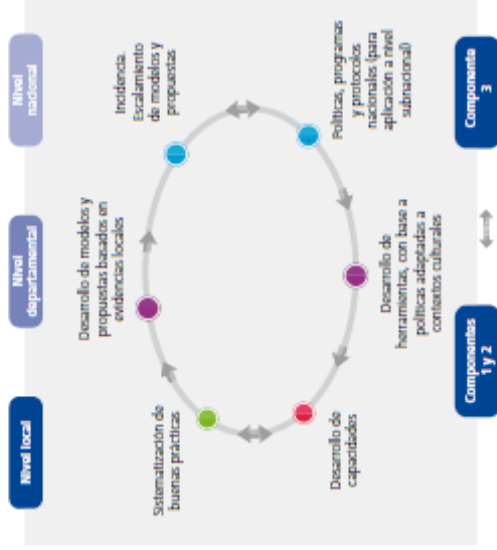 Nivel local
Nivel
departamental
Nivel
nacional
Sistematización de
buenas prácticas
Desarrollo de modelos y
propuestas basados en
evidencias locales
Incidencia.
Escalamiento
de modelos y
propuestas
Desarrollo de
capacidades
Desarrollo de
herramientas, con base a
políticas adaptadas a
contextos culturales
Políticas, programas
y protocolos
nacionales (para
aplicación a nivel
subnacional)
Componentes
1 y 2
Componente
3